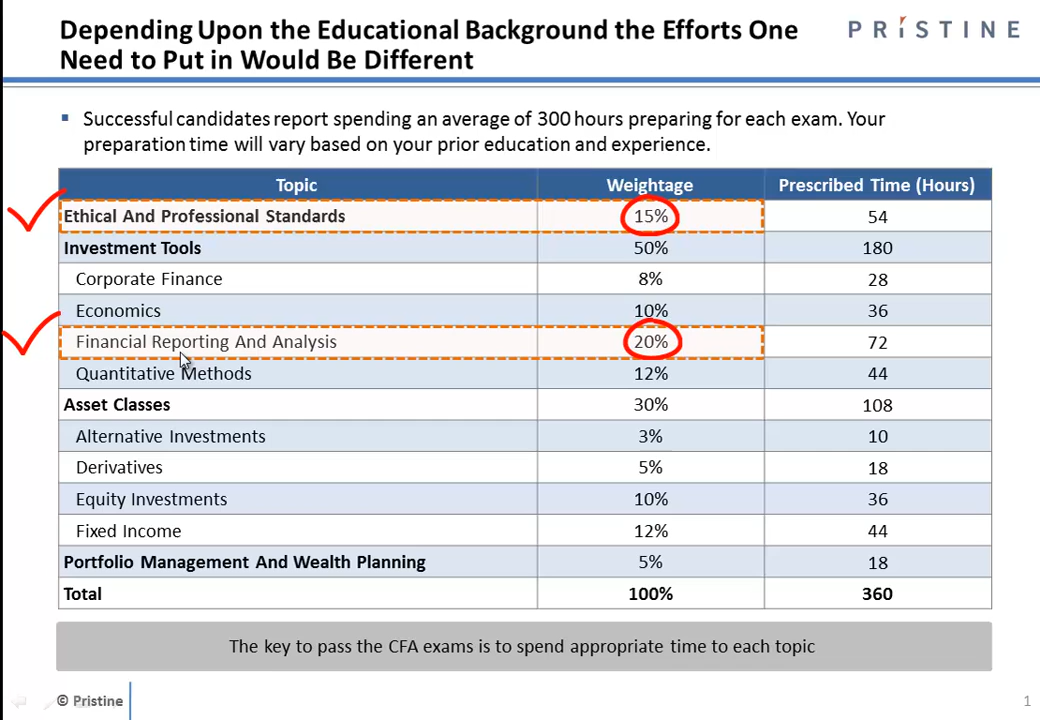 Depending Upon the Educational Background the Efforts One
Need to Put in Would Be Different
PRISTINE
Successful candidates report spending an average of 300 hours preparing for each exam. Your
preparation time will vary based on your prior education and experience.
Topic Weightage Prescribed Time (Hours)
Ethical And Professional Standards 15% 54
Investment Tools 50% 180
Corporate Finance 8% 28
Economics 10% 36
Financial Reporting And Analysis 20% 72
Quantitative Methods 12% 44
Asset Classes 30% 108
Alternative Investments 3% 10
Derivatives 5% 18
Equity Investments 10% 36
Fixed Income 12% 44
Portfolio Management And Wealth Planning 5% 18
Total 100% 360
The key to pass the CFA exams is to spend appropriate time to each topic
© Pristine 1